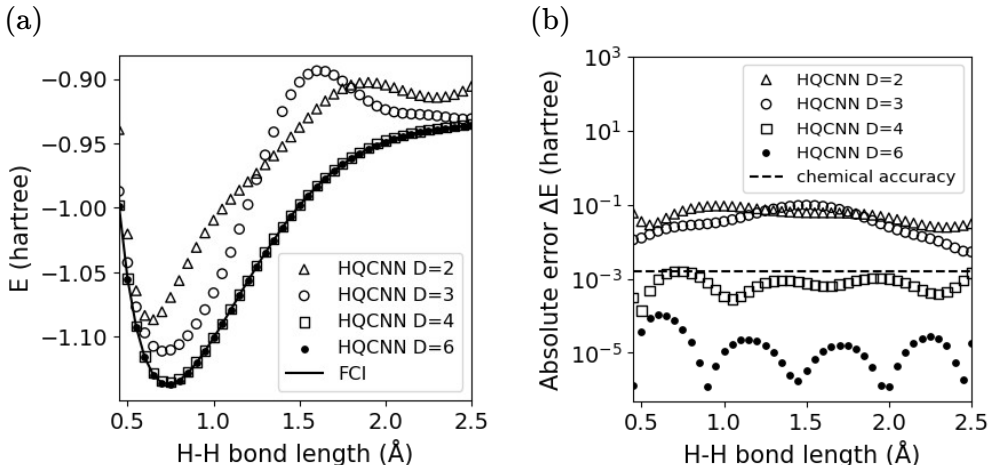 (a)
E (hartree)
−0.90
−0.95
−1.00
−1.05
−1.10
0.5 1.0 1.5 2.0 2.5
H-H bond length (Å)
HQCNN D=2
HQCNN D=3
HQCNN D=4
HQCNN D=6
FCI
(b)
Absolute error ΔE (hartree)
10³
10¹
10⁻¹
10⁻³
10⁻⁵
0.5 1.0 1.5 2.0 2.5
H-H bond length (Å)
HQCNN D=2
HQCNN D=3
HQCNN D=4
HQCNN D=6
chemical accuracy